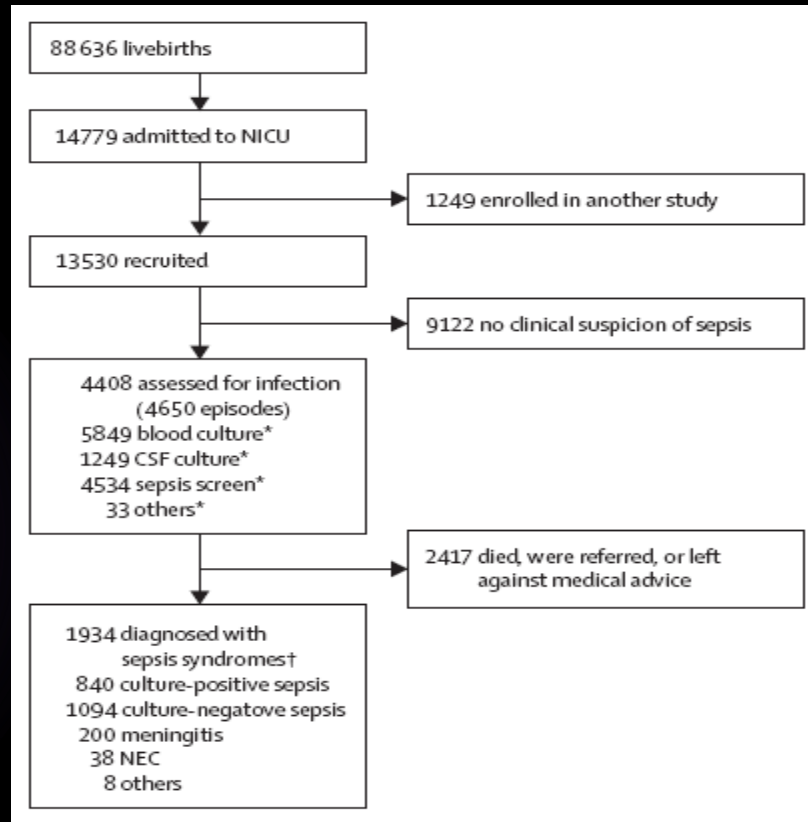 88 636 livebirths
14779 admitted to NICU
1249 enrolled in another study
13530 recruited
9122 no clinical suspicion of sepsis
4408 assessed for infection
(4650 episodes)
5849 blood culture*
1249 CSF culture*
4534 sepsis screen*
33 others*
2417 died, were referred, or left
against medical advice
1934 diagnosed with
sepsis syndromes†
840 culture-positive sepsis
1094 culture-negatove sepsis
200 meningitis
38 NEC
8 others